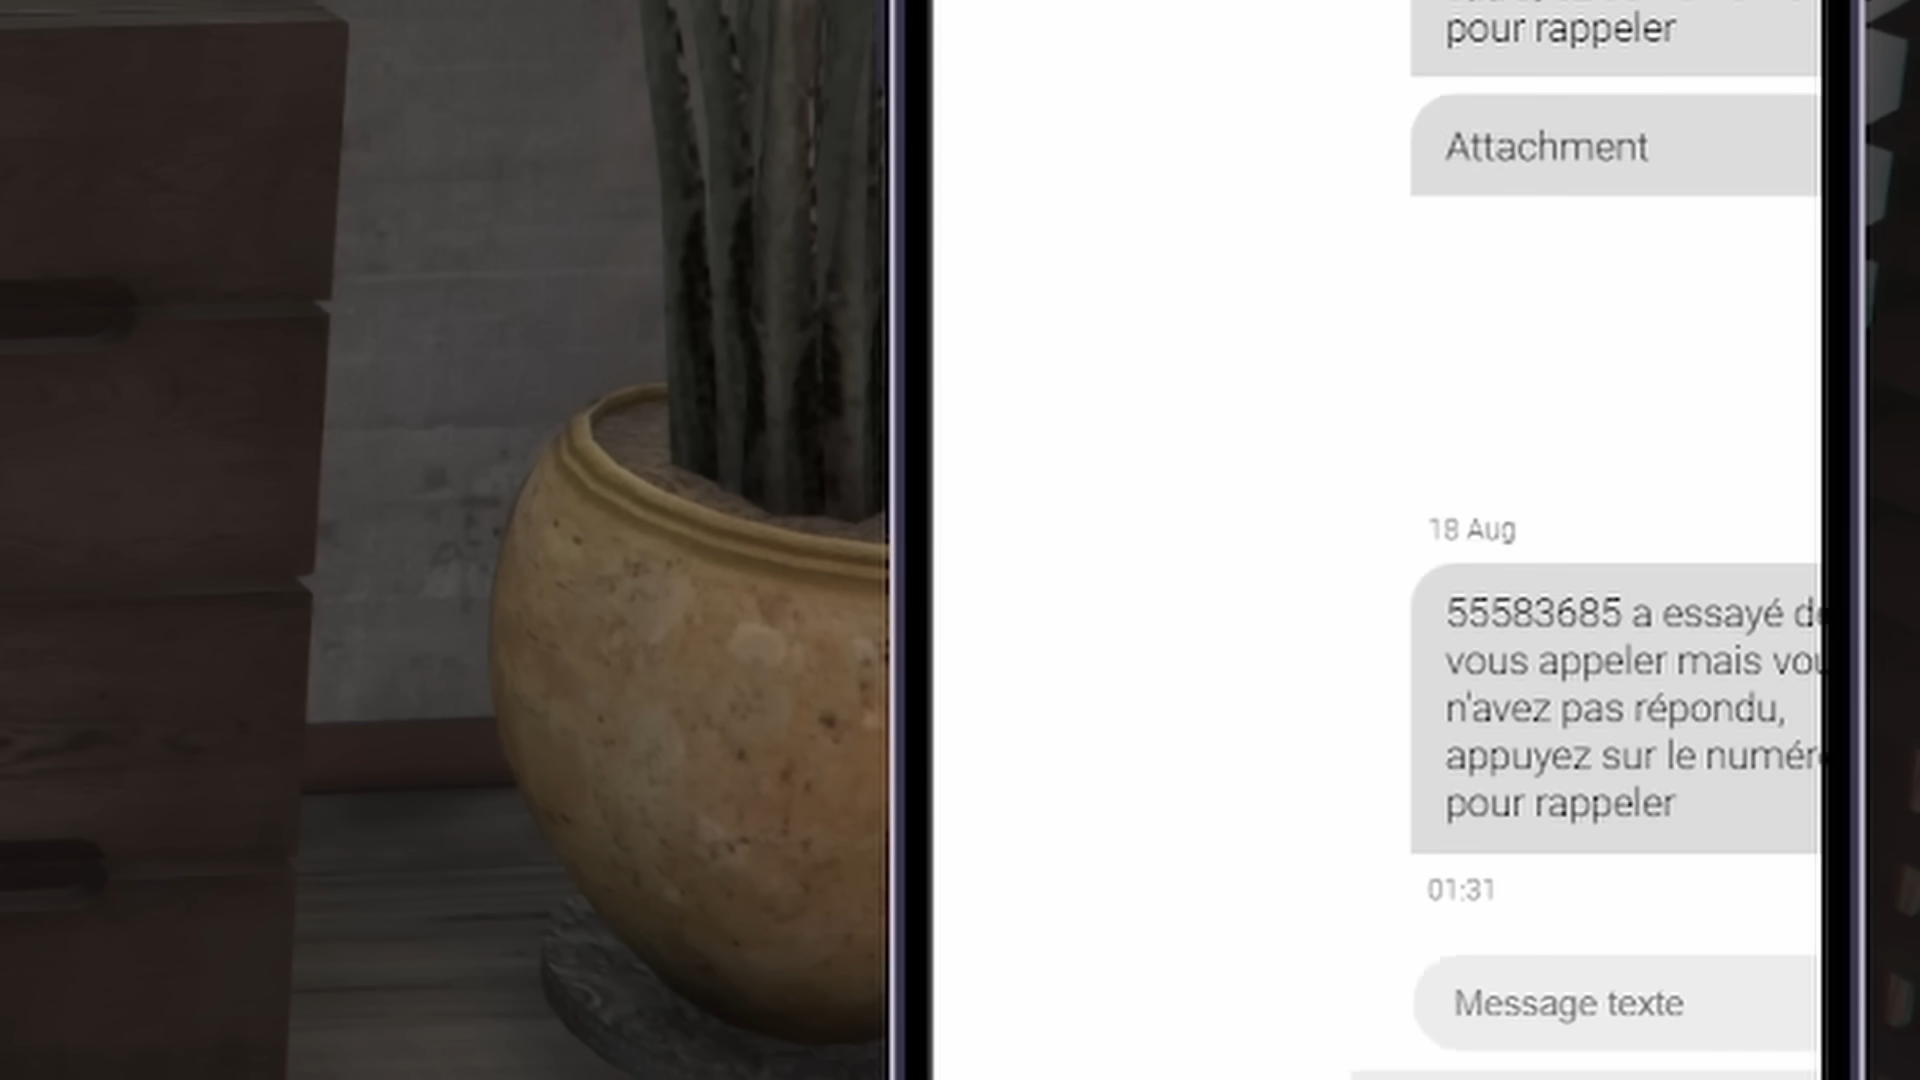 pour rappeler
Attachment
18 Aug
55583685 a essayé
vous appeler mais
n'avez pas répondu,
appuyez sur le
pour rappeler
01:31
Message texte